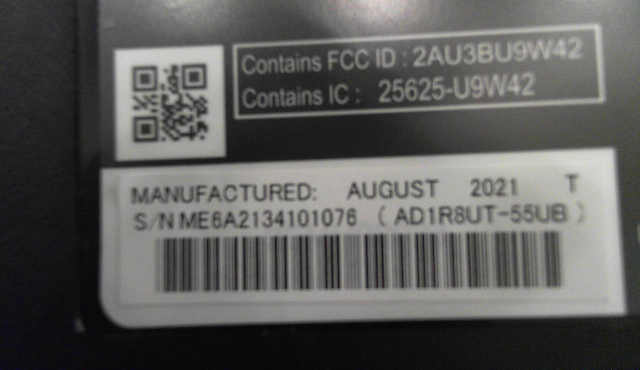 Contains FCC ID : 2AU3BU9W42
Contains IC : 25625-U9W42
MANUFACTURED: AUGUST 2021 T
S/N ME6A2134101076 ( AD1R8UT-55UB )